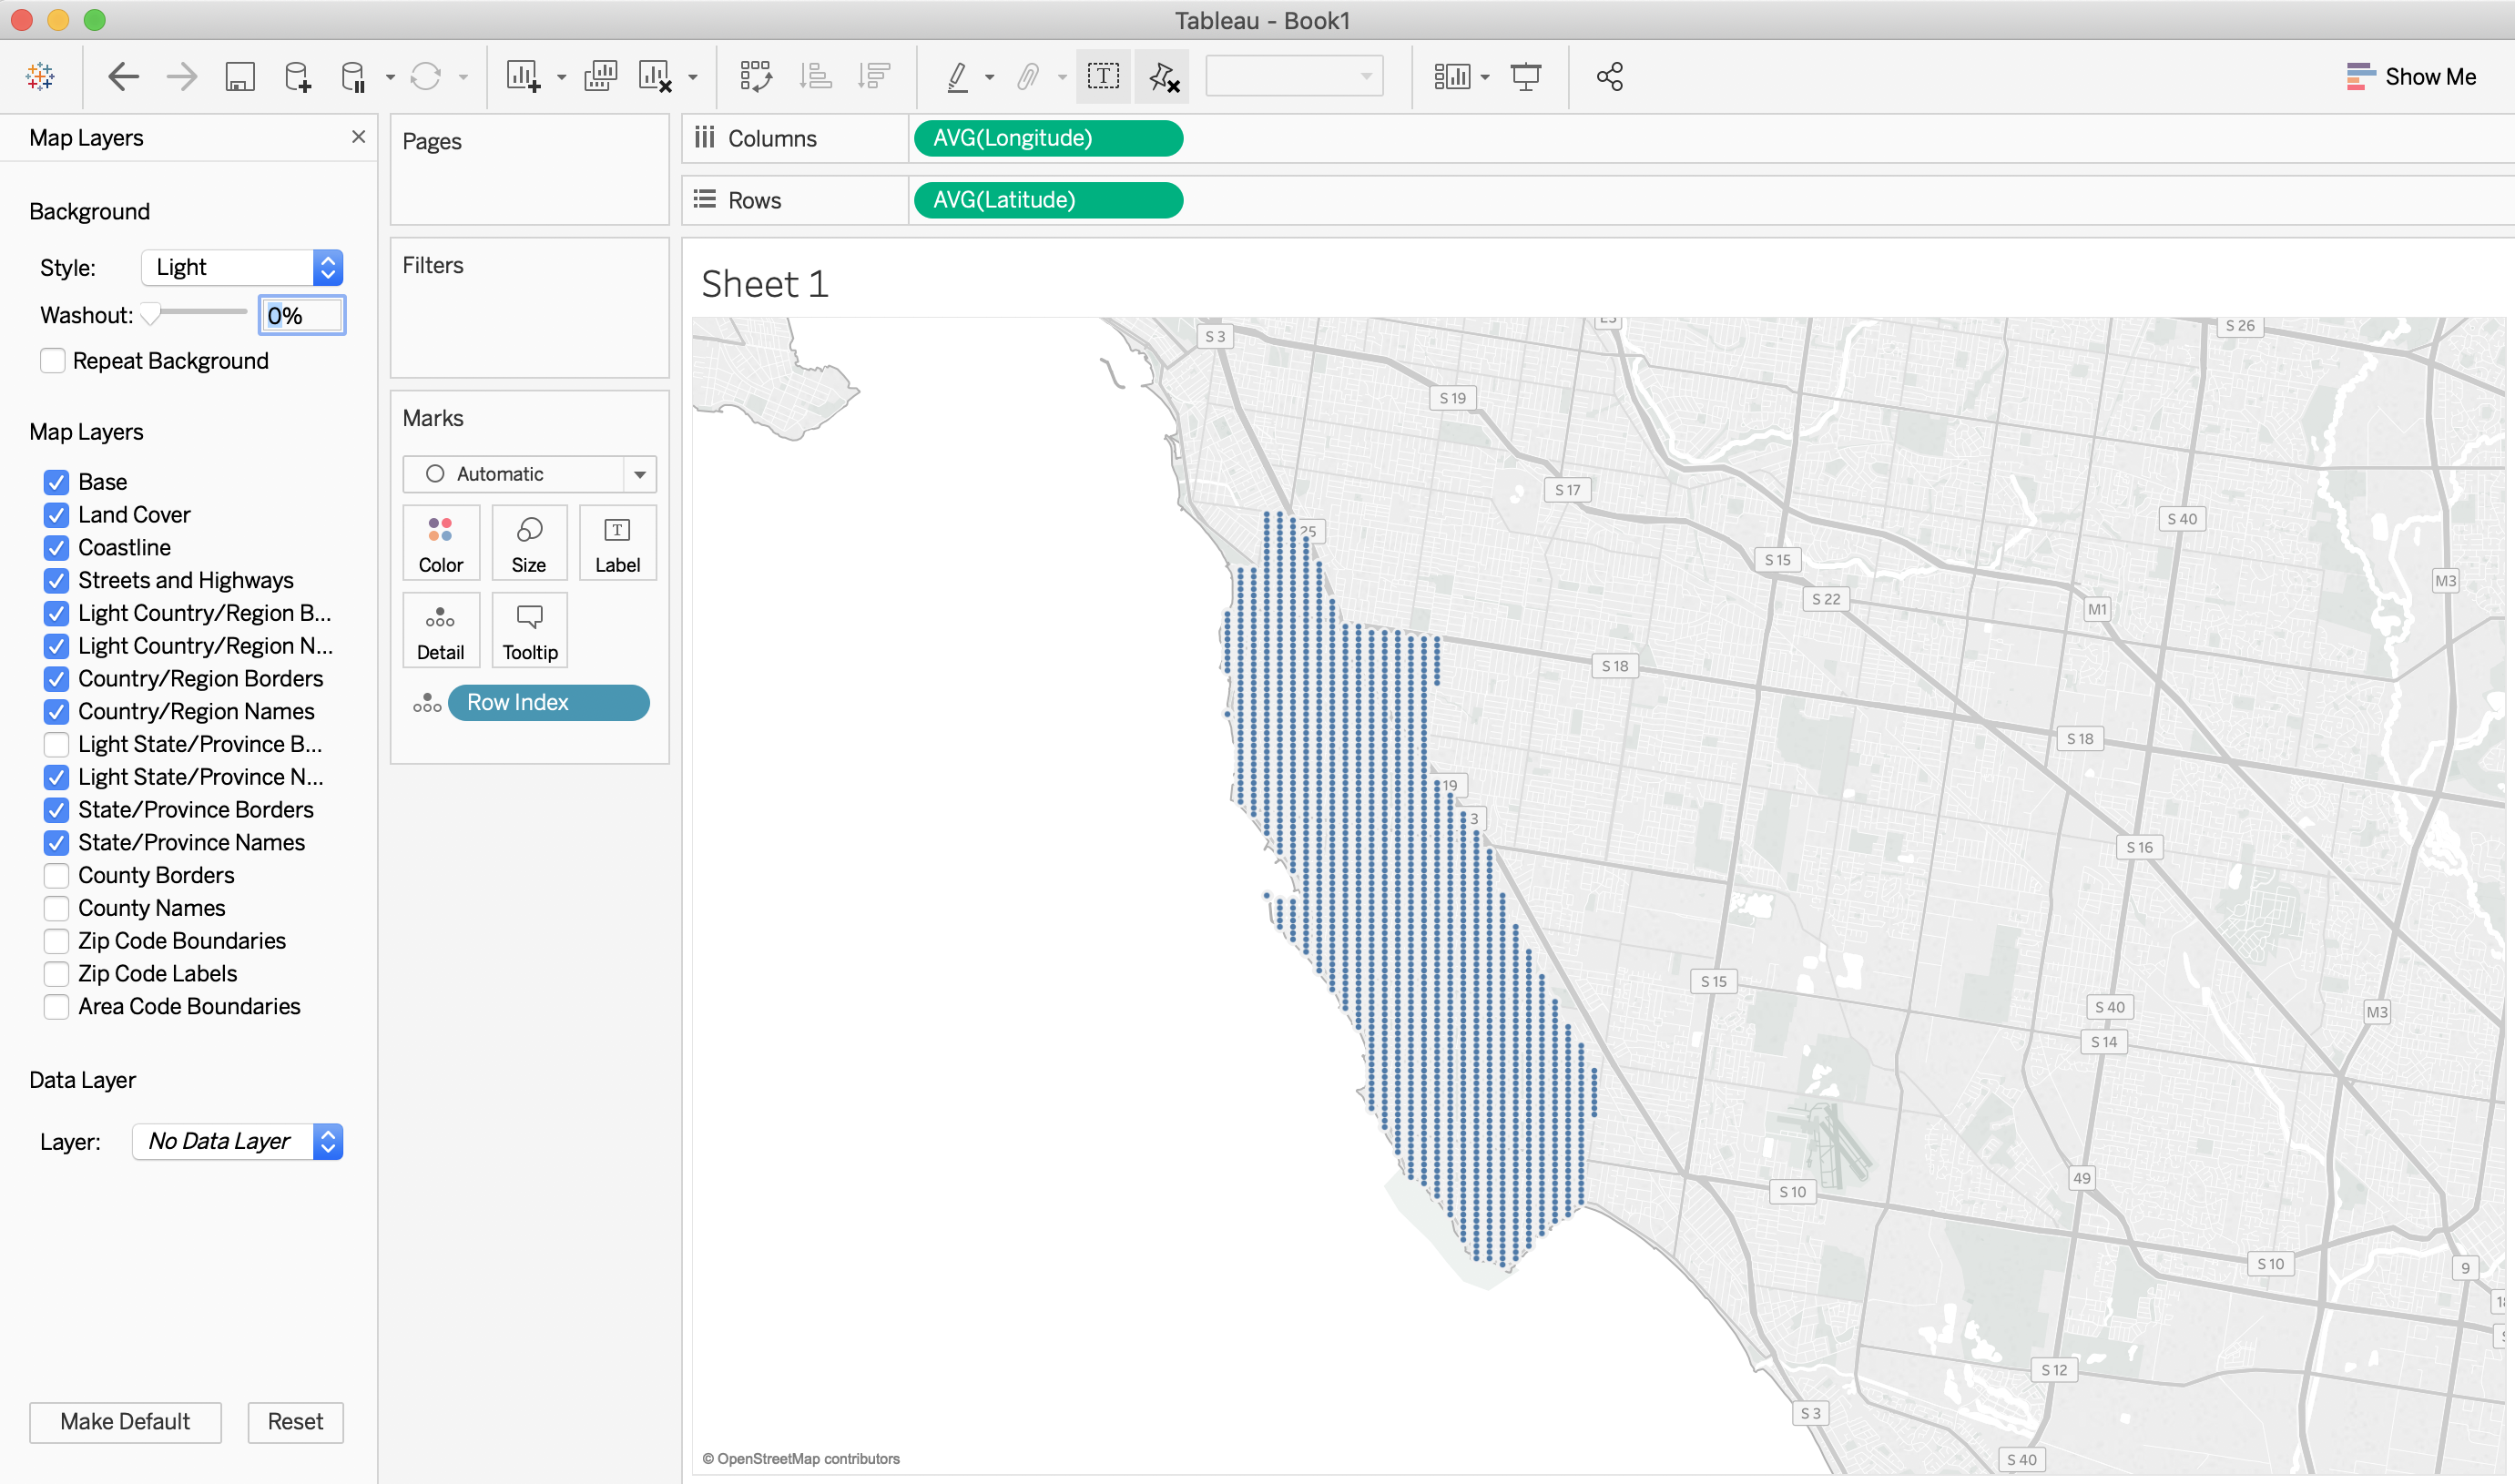 Tableau - Book1
Show Me
Map Layers
Background
Style: Light
Washout: 0%
Repeat Background
Map Layers
Base
Land Cover
Coastline
Streets and Highways
Light Country/Region B...
Light Country/Region N...
Country/Region Borders
Country/Region Names
Light State/Province B...
Light State/Province N...
State/Province Borders
State/Province Names
County Borders
County Names
Zip Code Boundaries
Zip Code Labels
Area Code Boundaries
Data Layer
Layer: No Data Layer
Make Default Reset
Pages
Filters
Marks
Automatic
Color Size Label
Detail Tooltip
Row Index
Columns AVG(Longitude)
Rows AVG(Latitude)
Sheet 1
S 3
S 26
S 19
S 17
S 40
25
S 15
M3
S 22
M1
S 18
S 18
19
3
S 16
S 15
S 40
M3
S 14
49
S 10
S 10
9
S 12
S 3
S 40
© OpenStreetMap contributors